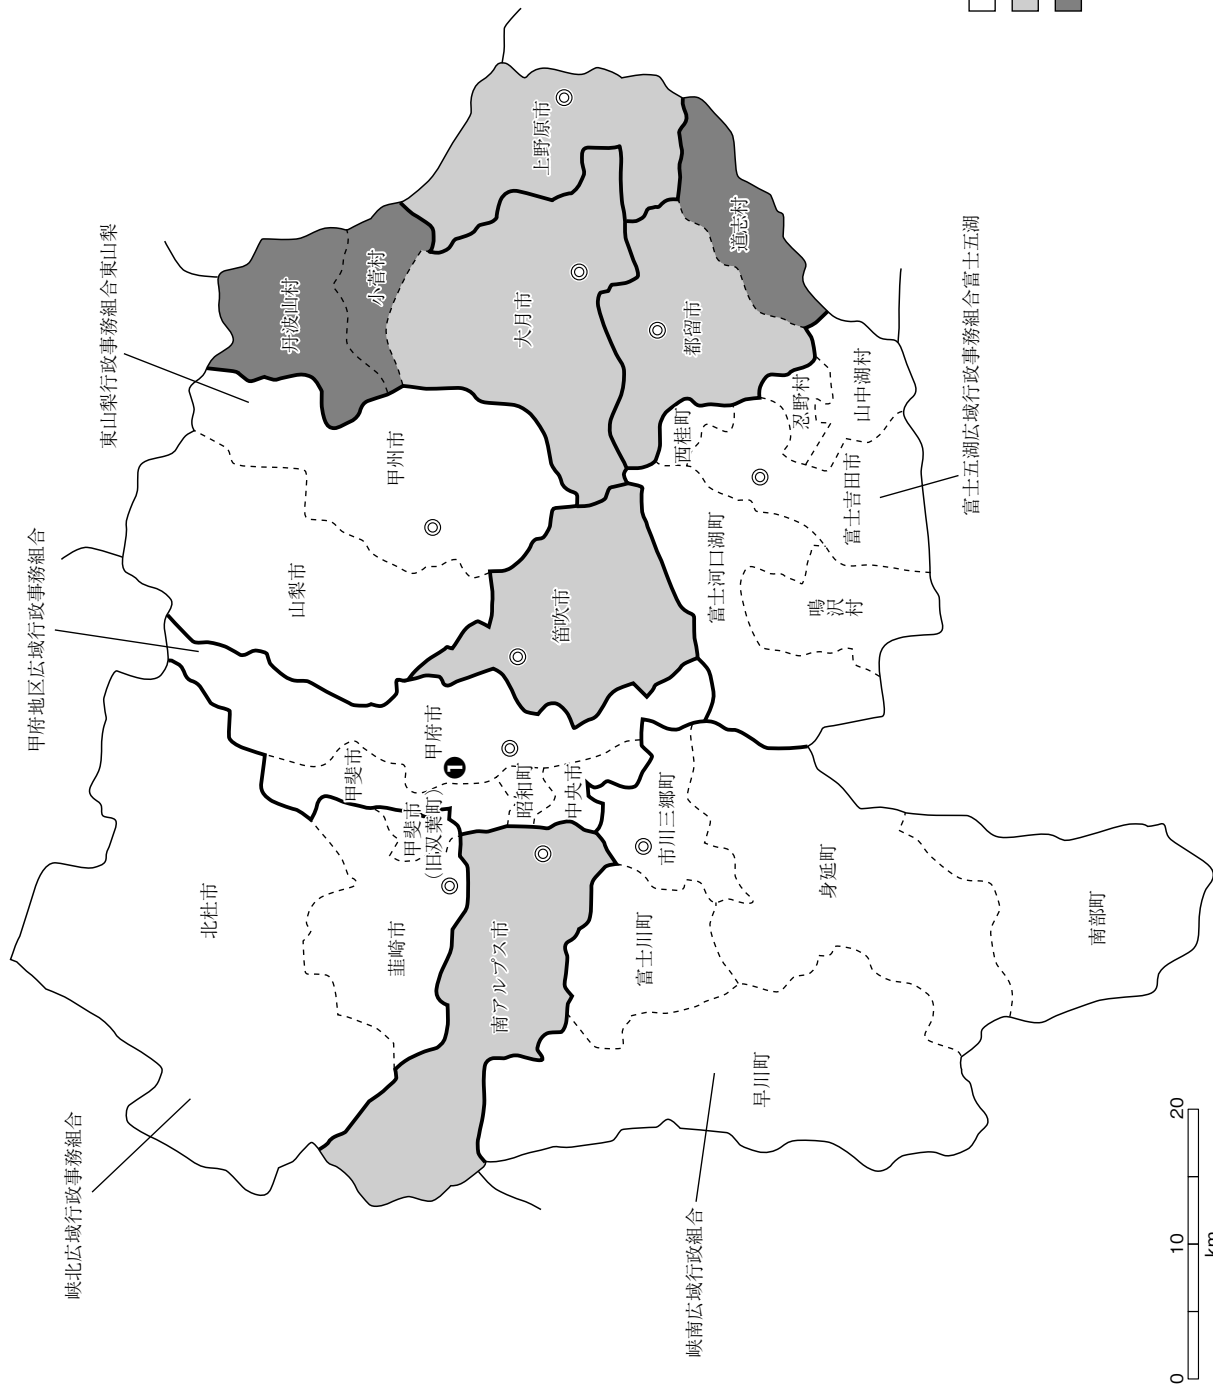 東山梨行政事務組合東山梨
甲府地区広域行政事務組合
峡北広域行政事務組合
富士五湖広域行政事務組合富士五湖
峡南広域行政組合
丹波山村
小菅村
上野原市
道志村
大月市
都留市
甲州市
山梨市
西桂町
忍野村
山中湖村
富士吉田市
富士河口湖町
鳴沢
村
笛吹市
甲府市
❶
甲斐市
甲斐市
(旧双葉町)
昭和町
中央市
市川三郷町
北杜市
韮崎市
南アルプス市
富士川町
身延町
早川町
南部町
0 10 20
km